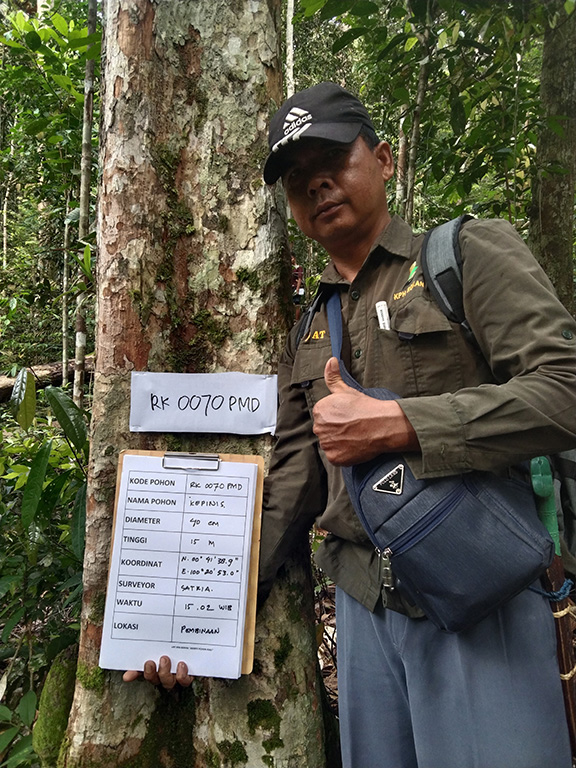 adidas
AT
RK 0070 PMD
KODE POHON RK 0070 PMD
NAMA POHON KEPINIS.
DIAMETER 40 cm
TINGGI 15 M
KOORDINAT N. 00° 41' 38.9"
E. 100° 20' 53.0"
SURVEYOR SATRIA.
WAKTU 15.02 WIB
LOKASI PEMBINAAN